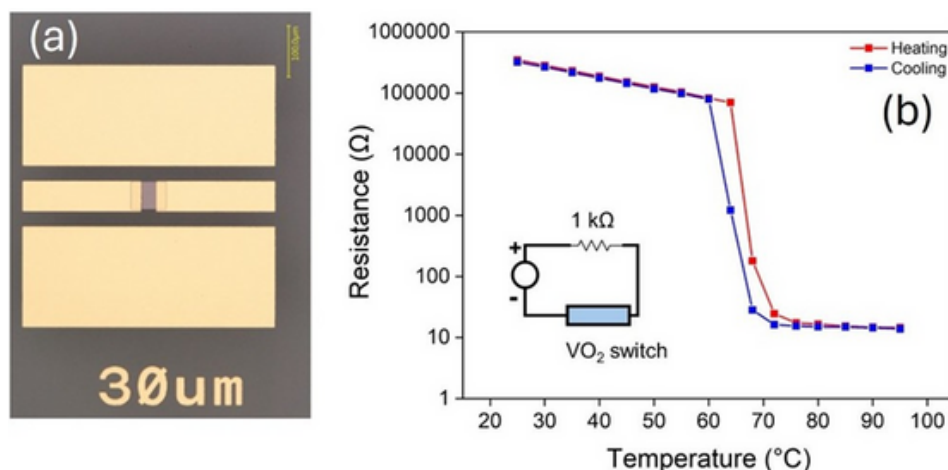 (a)
100μm
30um
(b)
Heating
Cooling
Resistance (Ω)
1000000
100000
10000
1000
100
10
1
1 kΩ
+
-
VO₂ switch
20 30 40 50 60 70 80 90 100
Temperature (°C)